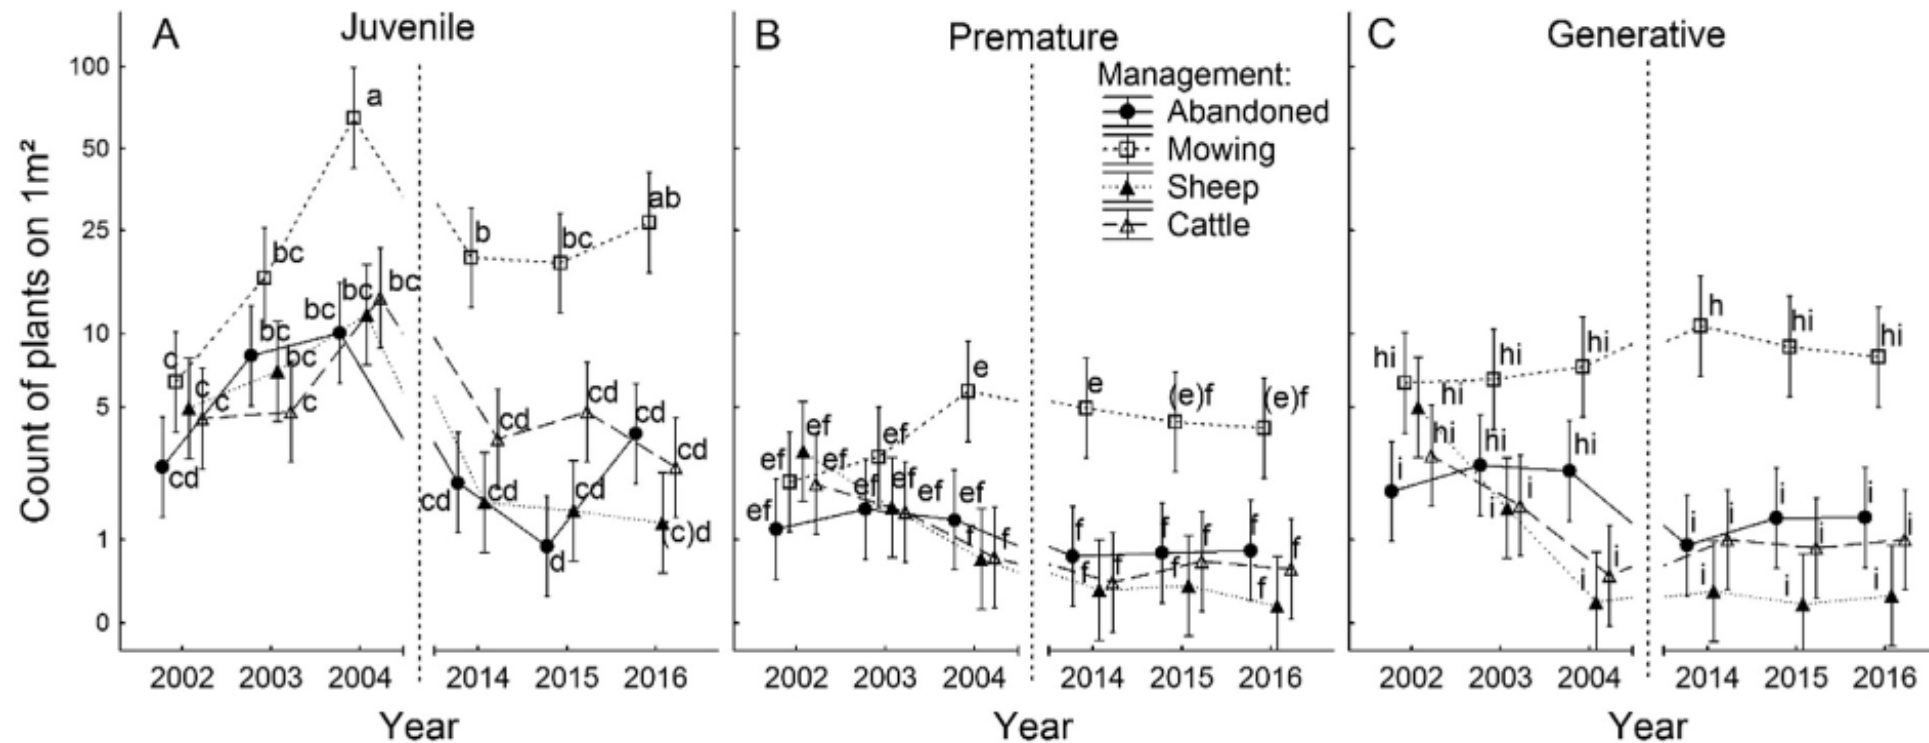 A Juvenile
B Premature
C Generative
Management:
Abandoned
Mowing
Sheep
Cattle
Count of plants on 1m²
100
50
25
10
5
1
0
a
ab
b
bc
bc
bc
bc
bc
bc
bc
c
c
c
c
cd
cd
cd
cd
cd
cd
cd
d
(c)d
e
e
(e)f
(e)f
ef
ef
ef
ef
ef
ef
ef
ef
f
f
f
f
f
f
f
f
f
f
f
h
hi
hi
hi
hi
hi
hi
hi
hi
hi
i
i
i
i
i
i
i
i
i
i
i
i
i
2002 2003 2004 2014 2015 2016
2002 2003 2004 2014 2015 2016
2002 2003 2004 2014 2015 2016
Year
Year
Year